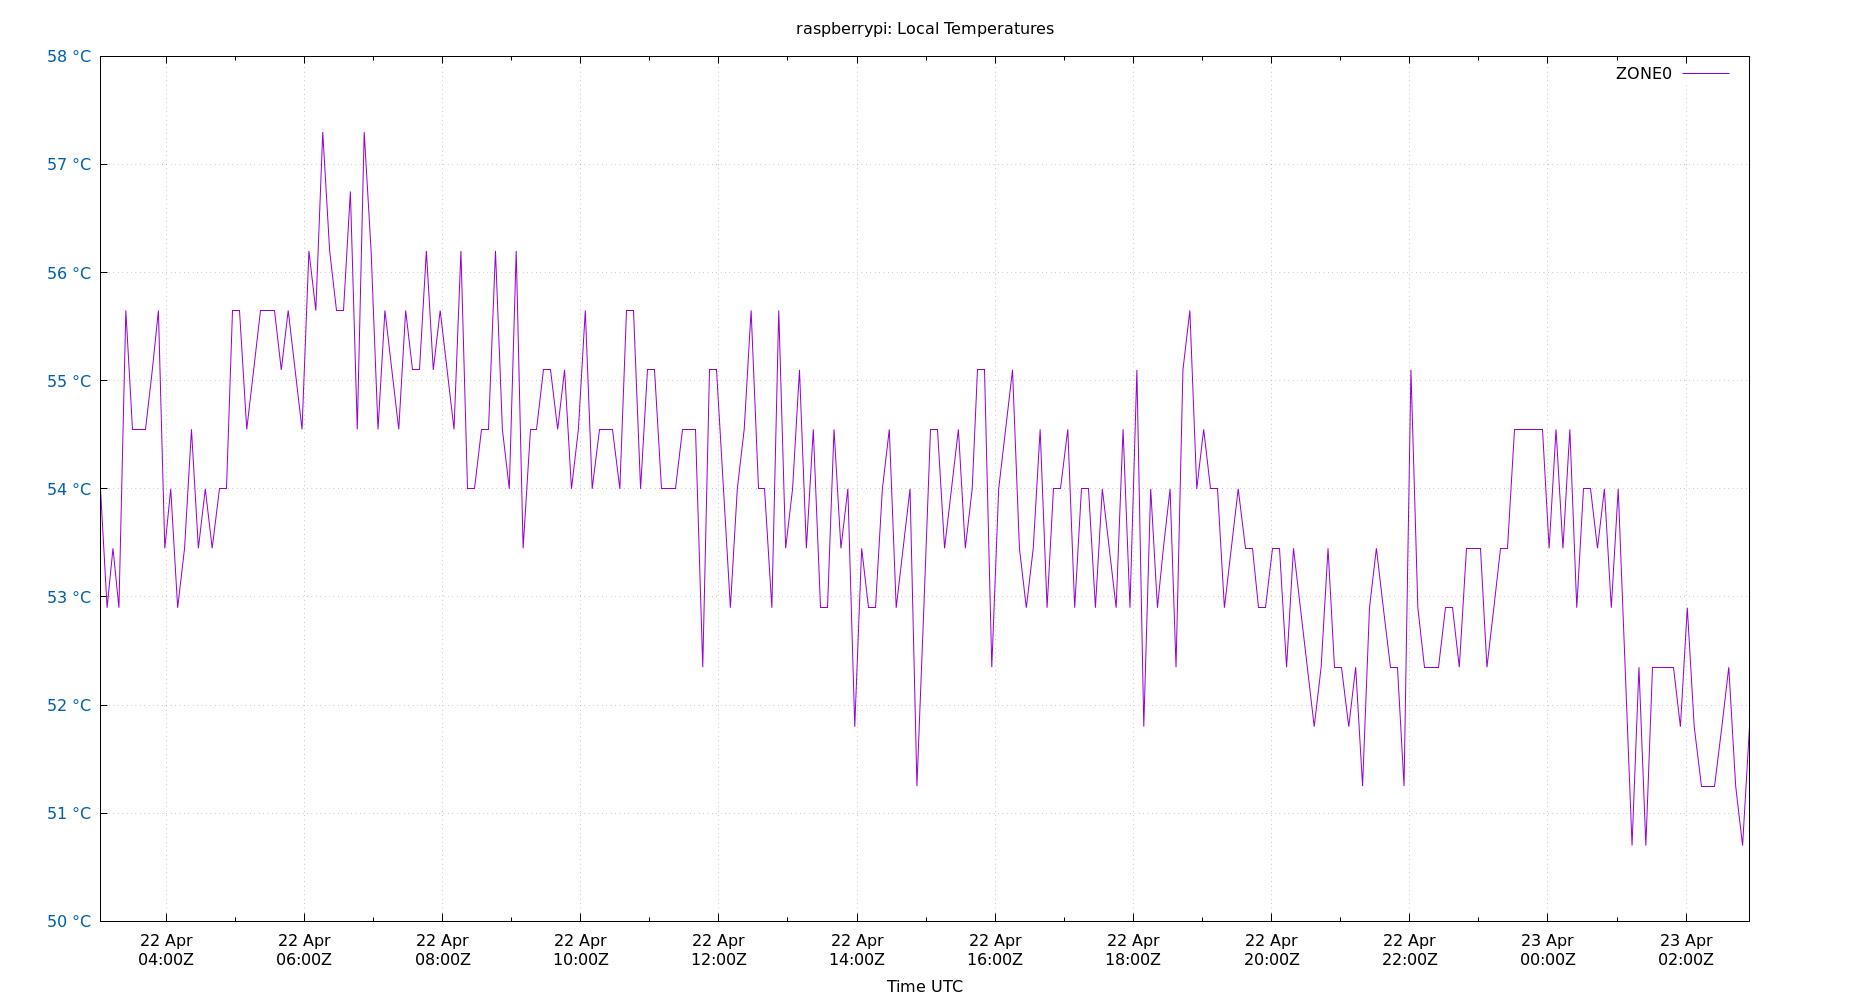 raspberrypi: Local Temperatures
58 °C
ZONE0
57 °C
56 °C
55 °C
54 °C
53 °C
52 °C
51 °C
50 °C
22 Apr 22 Apr 22 Apr 22 Apr 22 Apr 22 Apr 22 Apr 22 Apr 22 Apr 22 Apr 23 Apr 23 Apr
04:00Z 06:00Z 08:00Z 10:00Z 12:00Z 14:00Z 16:00Z 18:00Z 20:00Z 22:00Z 00:00Z 02:00Z
Time UTC